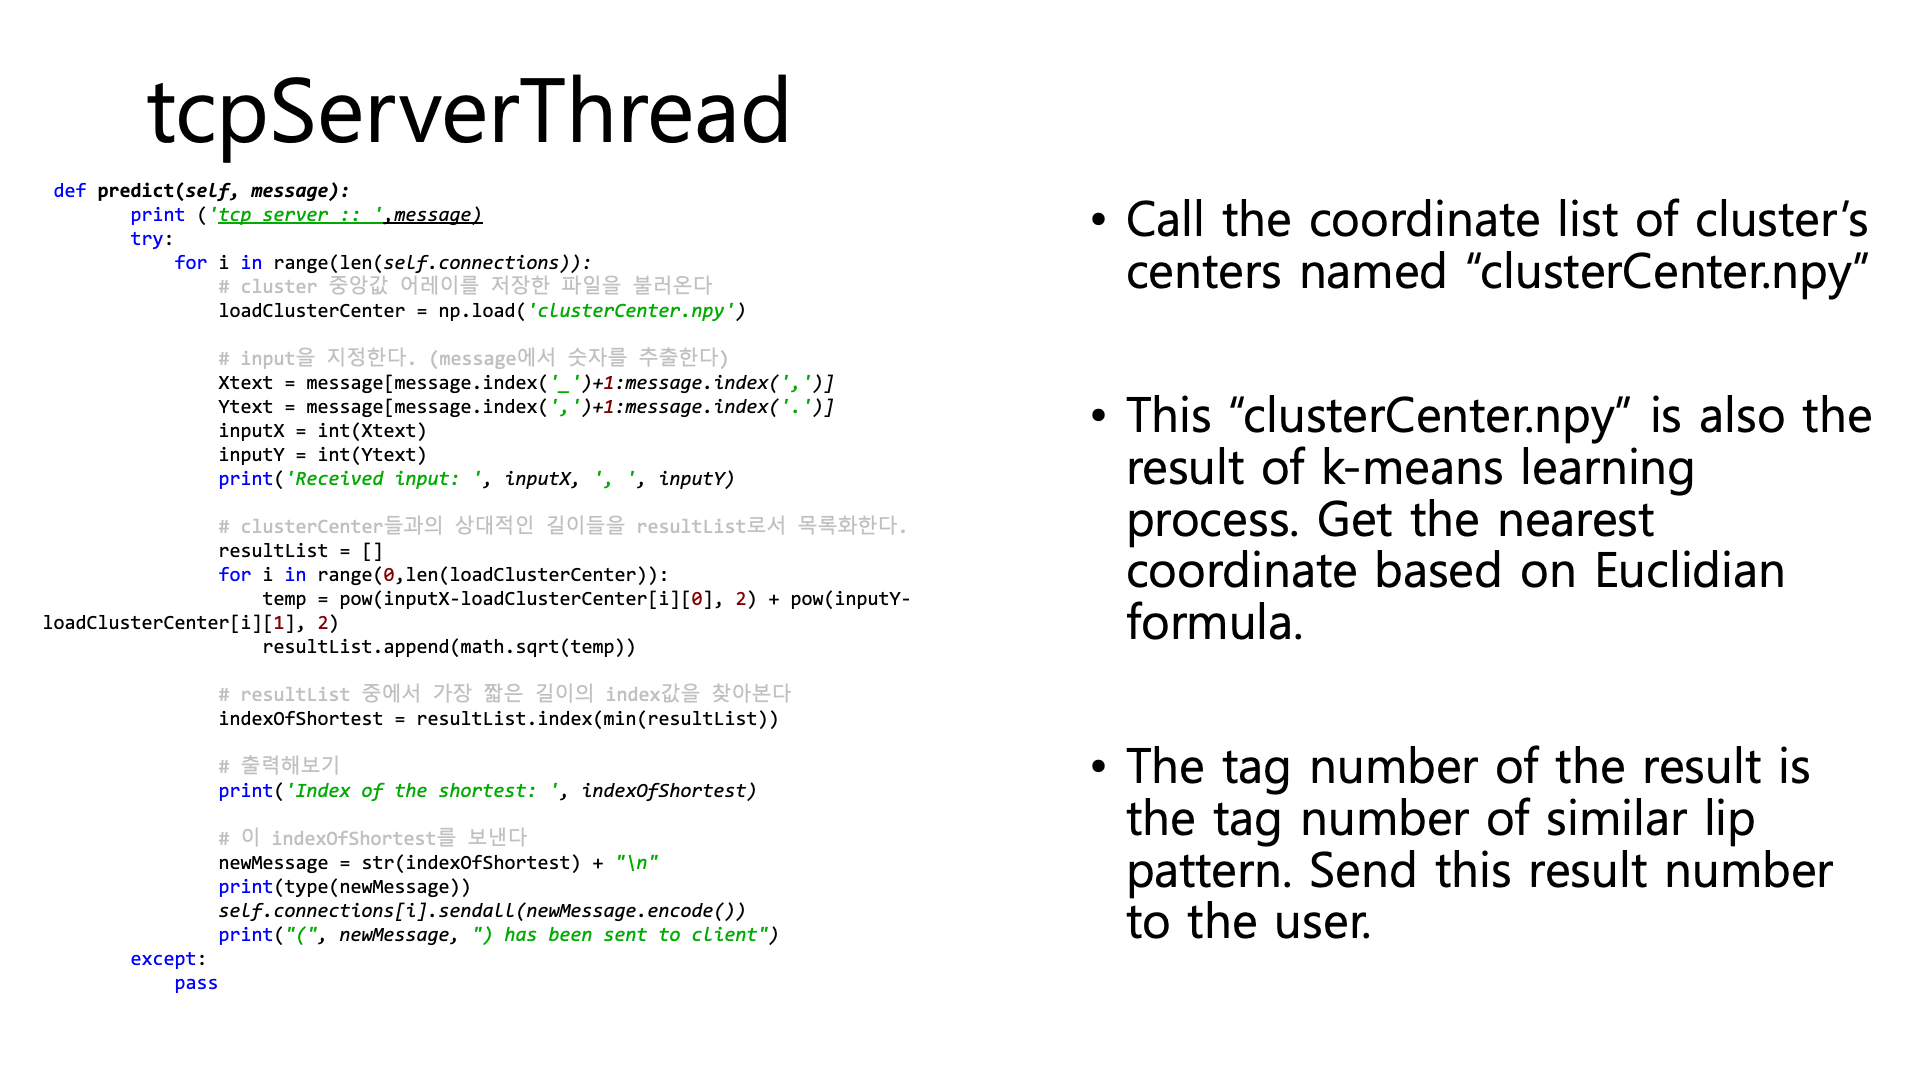 tcpServerThread
def predict(self, message):
print ('tcp server :: ',message)
try:
for i in range(len(self.connections)):
# cluster 중앙값 어레이를 저장한 파일을 불러온다
loadClusterCenter = np.load('clusterCenter.npy')
# input을 지정한다. (message에서 숫자를 추출한다)
Xtext = message[message.index('_')+1:message.index(',')]
Ytext = message[message.index(',')+1:message.index('.')]
inputX = int(Xtext)
inputY = int(Ytext)
print('Received input: ', inputX, ', ', inputY)
# clusterCenter들과의 상대적인 길이들을 resultList로서 목록화한다.
resultList = []
for i in range(0,len(loadClusterCenter)):
temp = pow(inputX-loadClusterCenter[i][0], 2) + pow(inputY-
loadClusterCenter[i][1], 2)
resultList.append(math.sqrt(temp))
# resultList 중에서 가장 짧은 길이의 index값을 찾아본다
indexOfShortest = resultList.index(min(resultList))
# 출력해보기
print('Index of the shortest: ', indexOfShortest)
# 이 indexOfShortest를 보낸다
newMessage = str(indexOfShortest) + "\n"
print(type(newMessage))
self.connections[i].sendall(newMessage.encode())
print("(", newMessage, ") has been sent to client")
except:
pass
• Call the coordinate list of cluster’s
centers named “clusterCenter.npy”
• This “clusterCenter.npy” is also the
result of k-means learning
process. Get the nearest
coordinate based on Euclidian
formula.
• The tag number of the result is
the tag number of similar lip
pattern. Send this result number
to the user.